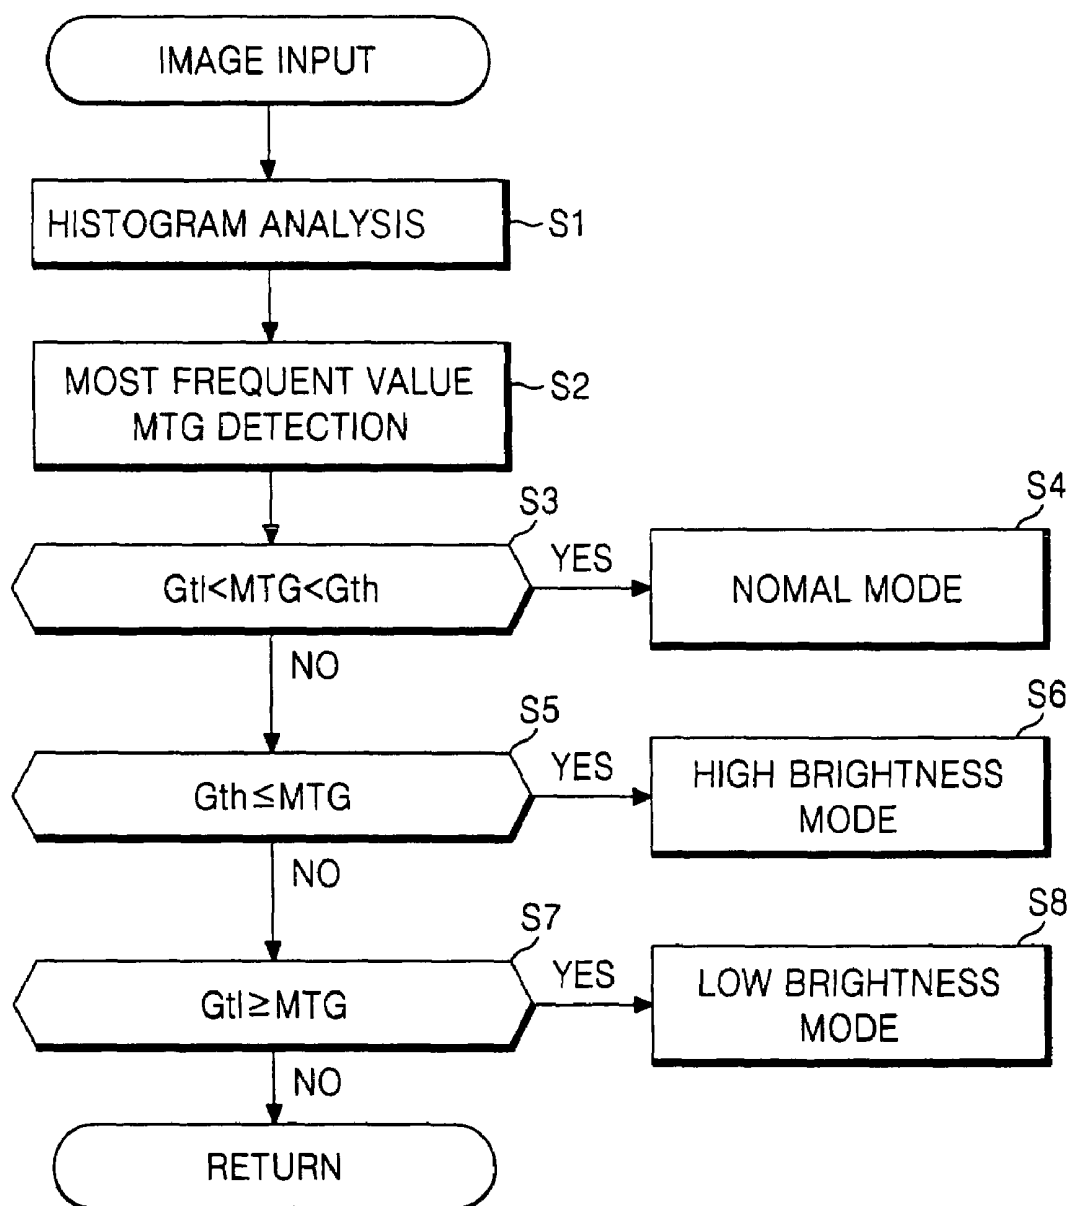 IMAGE INPUT
HISTOGRAM ANALYSIS
S1
MOST FREQUENT VALUE
MTG DETECTION
S2
S3
Gtl<MTG<Gth
YES
S4
NOMAL MODE
NO
S5
Gth≦MTG
YES
S6
HIGH BRIGHTNESS
MODE
NO
S7
Gtl≧MTG
YES
S8
LOW BRIGHTNESS
MODE
NO
RETURN